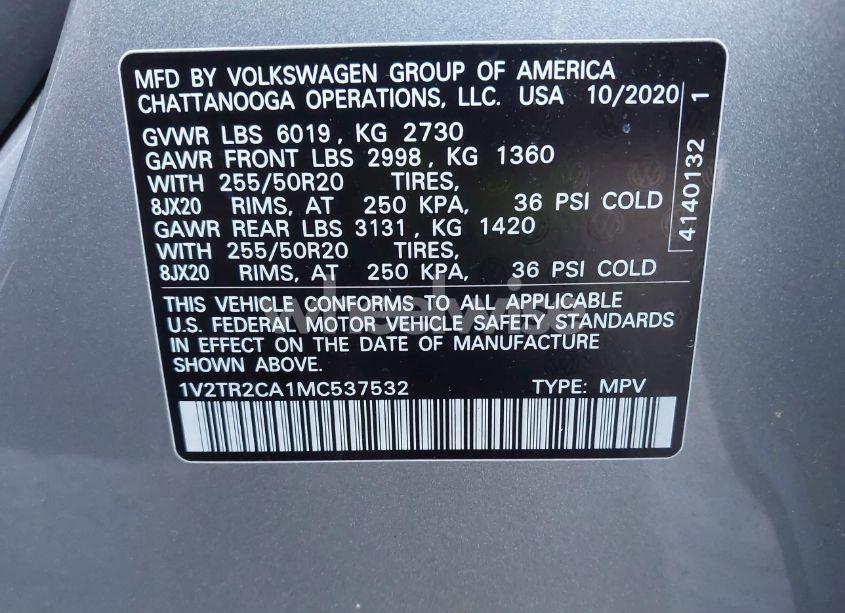 MFD BY VOLKSWAGEN GROUP OF AMERICA
CHATTANOOGA OPERATIONS, LLC. USA 10/2020
GVWR LBS 6019, KG 2730
GAWR FRONT LBS 2998, KG 1360
WITH 255/50R20 TIRES,
8JX20 RIMS, AT 250 KPA, 36 PSI COLD
GAWR REAR LBS 3131, KG 1420
WITH 255/50R20 TIRES,
8JX20 RIMS, AT 250 KPA, 36 PSI COLD
THIS VEHICLE CONFORMS TO ALL APPLICABLE
U.S. FEDERAL MOTOR VEHICLE SAFETY STANDARDS
IN EFFECT ON THE DATE OF MANUFACTURE
SHOWN ABOVE.
1V2TR2CA1MC537532 TYPE: MPV
4140132 1